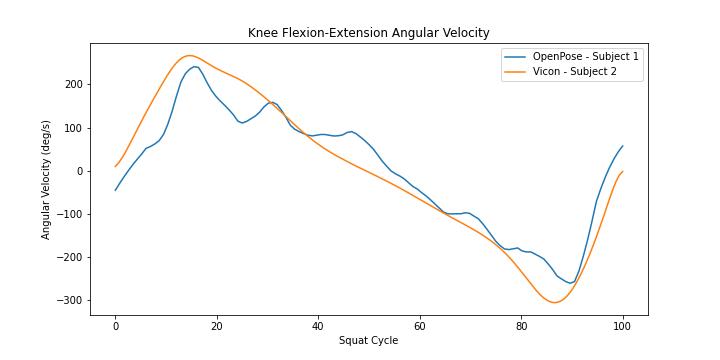 Knee Flexion-Extension Angular Velocity
OpenPose - Subject 1
Vicon - Subject 2
Angular Velocity (deg/s)
200
100
0
−100
−200
−300
0 20 40 60 80 100
Squat Cycle